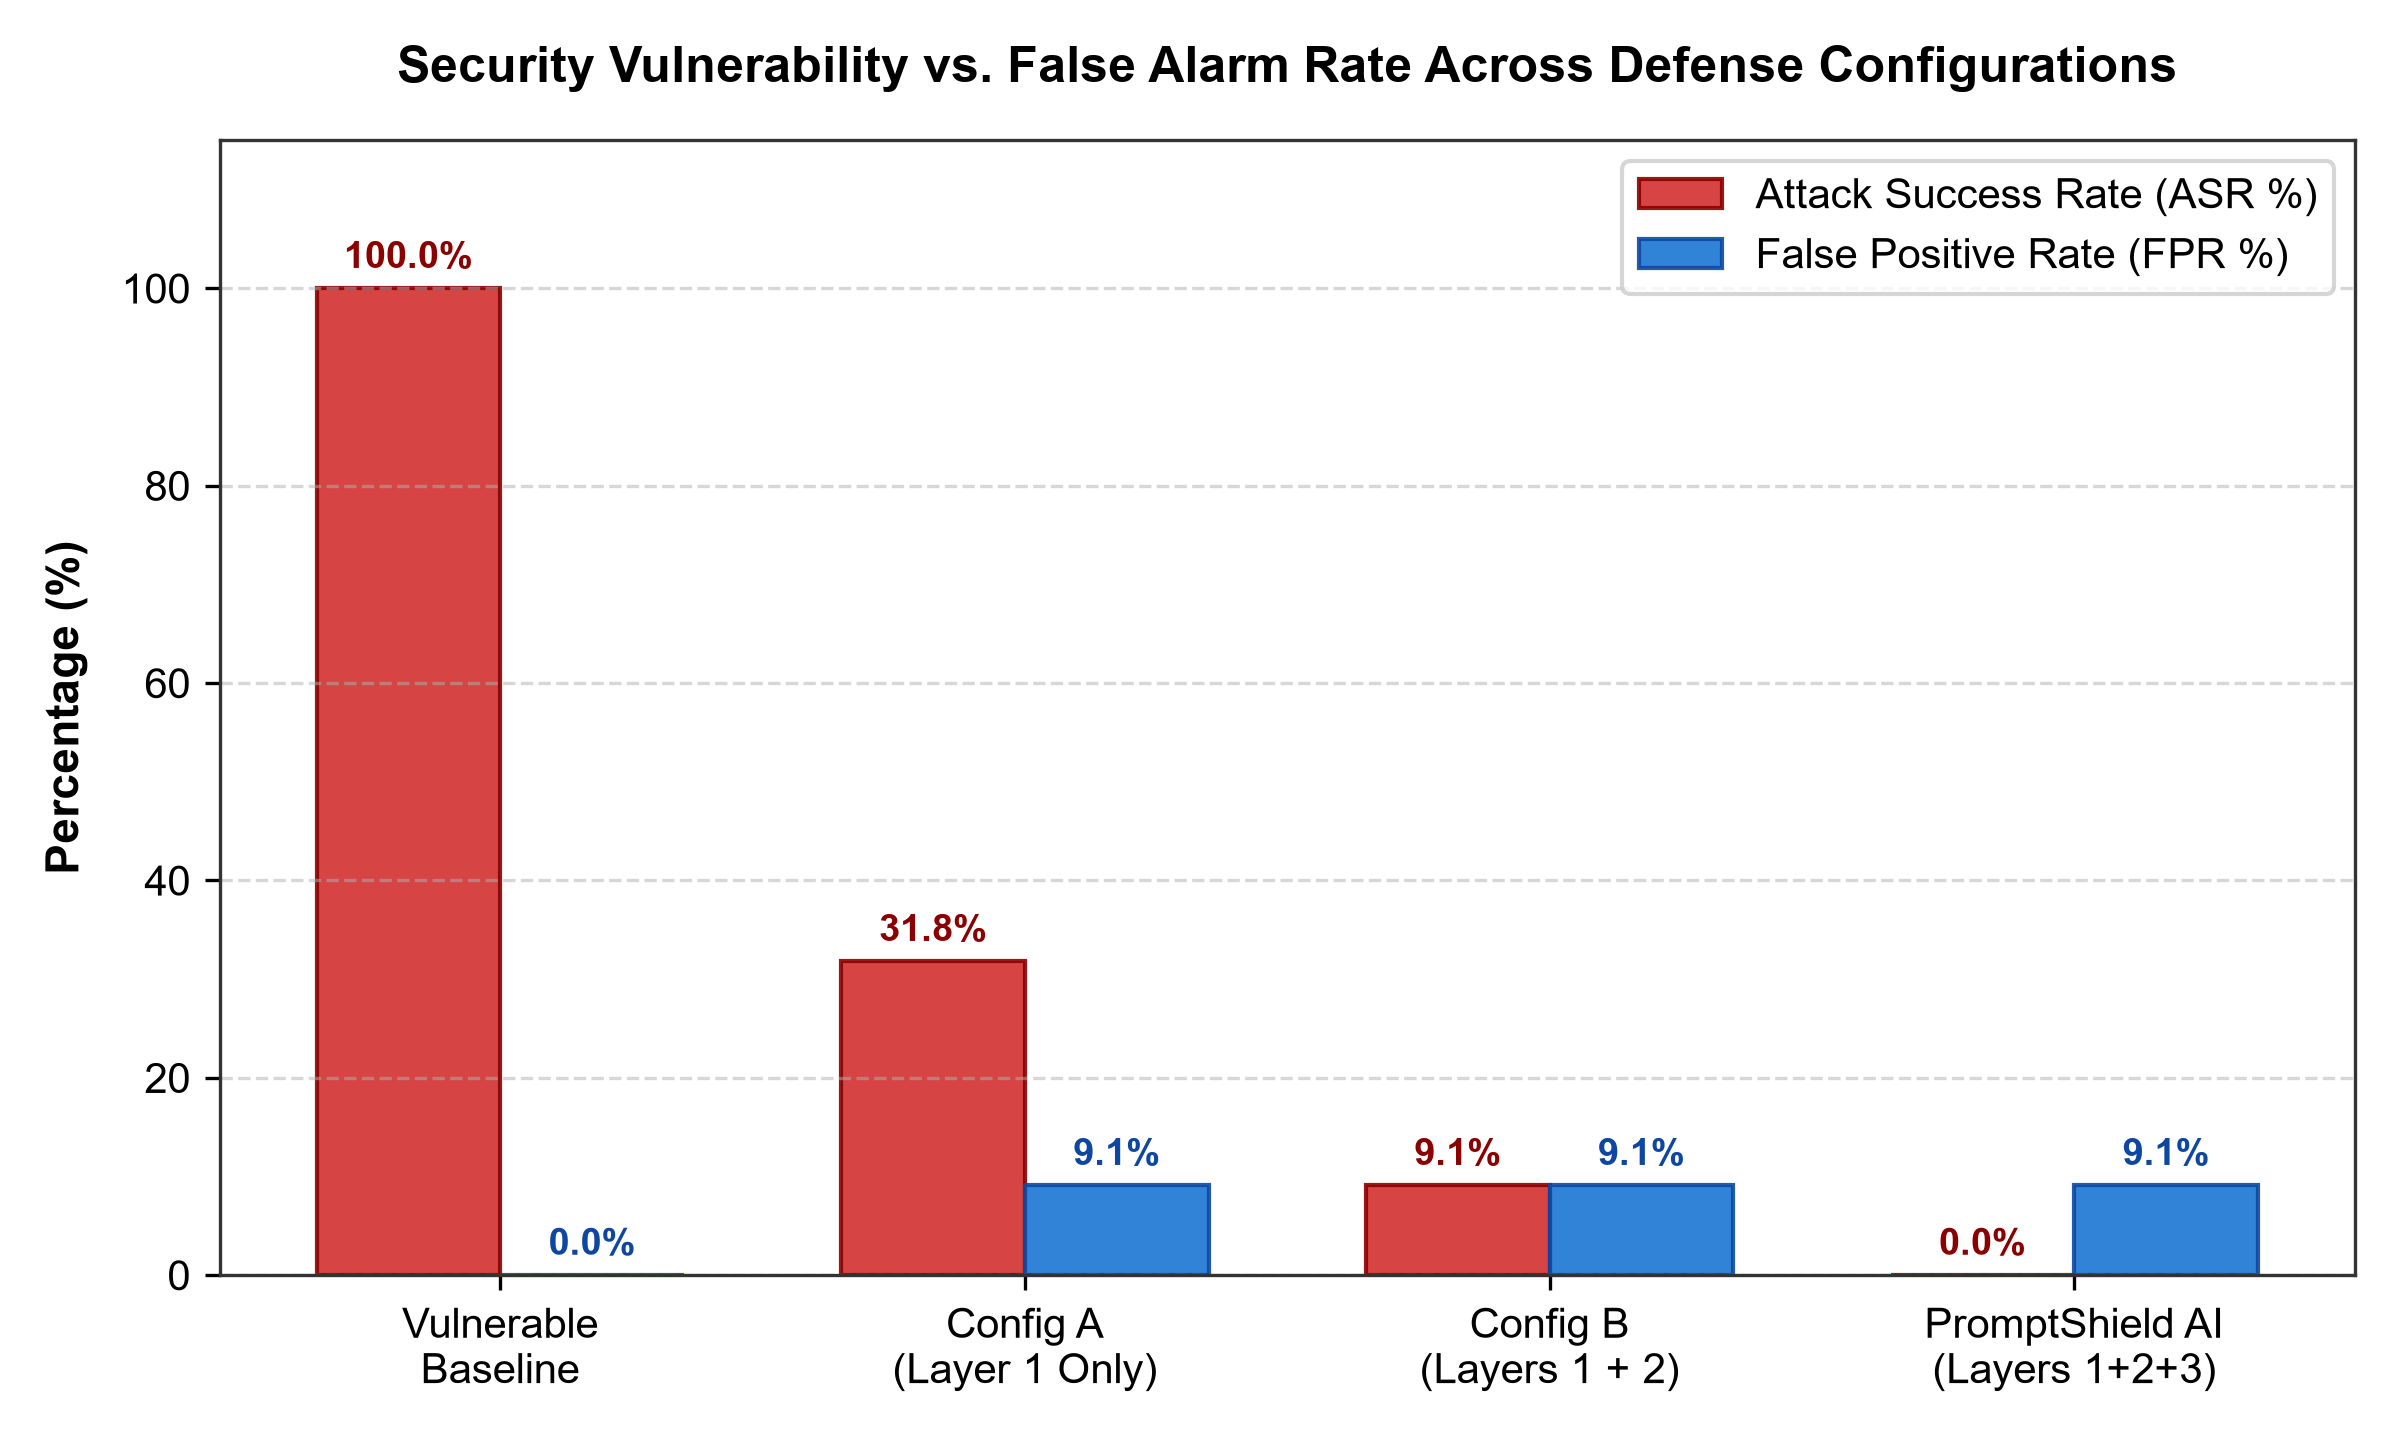 Security Vulnerability vs. False Alarm Rate Across Defense Configurations
Attack Success Rate (ASR %)
False Positive Rate (FPR %)
Percentage (%)
100
80
60
40
20
0
100.0%
0.0%
31.8%
9.1%
9.1%
9.1%
0.0%
9.1%
Vulnerable
Baseline
Config A
(Layer 1 Only)
Config B
(Layers 1 + 2)
PromptShield AI
(Layers 1+2+3)